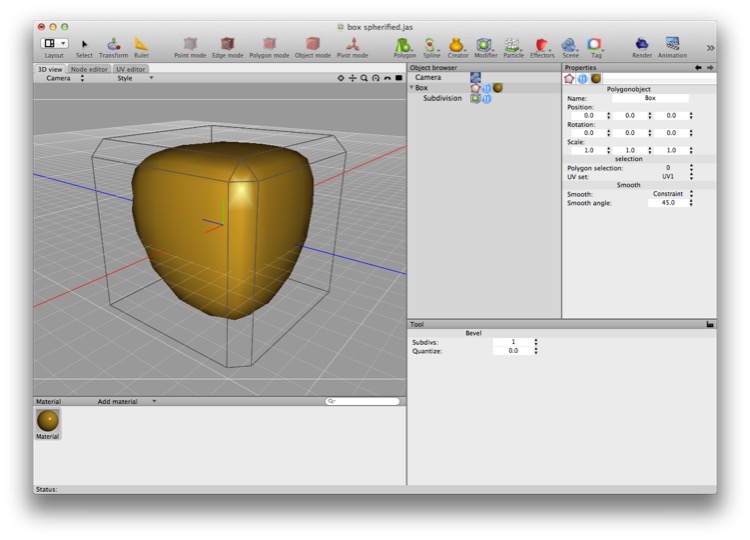 box spherified.jas
Layout Select Transform Ruler Point mode Edge mode Polygon mode Object mode Pivot mode Polygon Spline Creator Modifier Particle Effectors Scene Tag Render Animation
3D view Node editor UV editor
Camera Style
Object browser
Camera
Box
Subdivision
Properties
Polygonobject
Name: Box
Position:
0.0 0.0 0.0
Rotation:
0.0 0.0 0.0
Scale:
1.0 1.0 1.0
selection
Polygon selection: 0
UV set: UV1
Smooth
Smooth: Constraint
Smooth angle: 45.0
Tool
Bevel
Subdivs: 1
Quantize: 0.0
Material Add material
Material
Status: